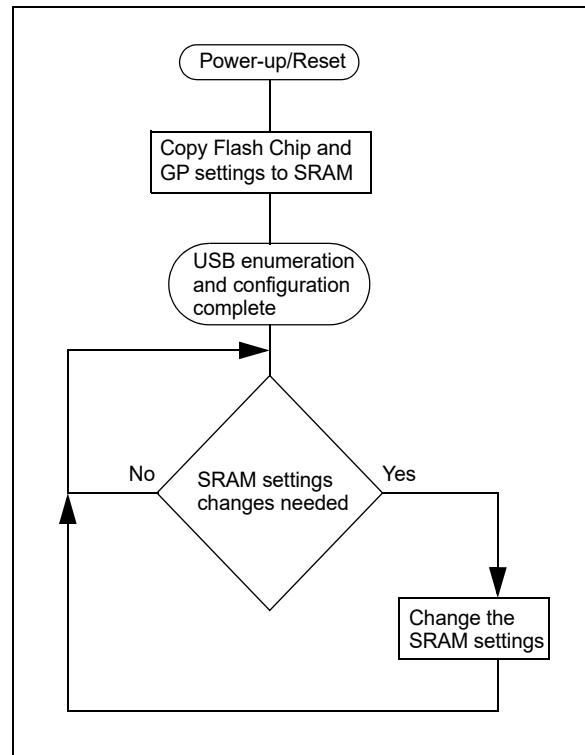 Power-up/Reset
Copy Flash Chip and
GP settings to SRAM
USB enumeration
and configuration
complete
No
SRAM settings
changes needed
Yes
Change the
SRAM settings